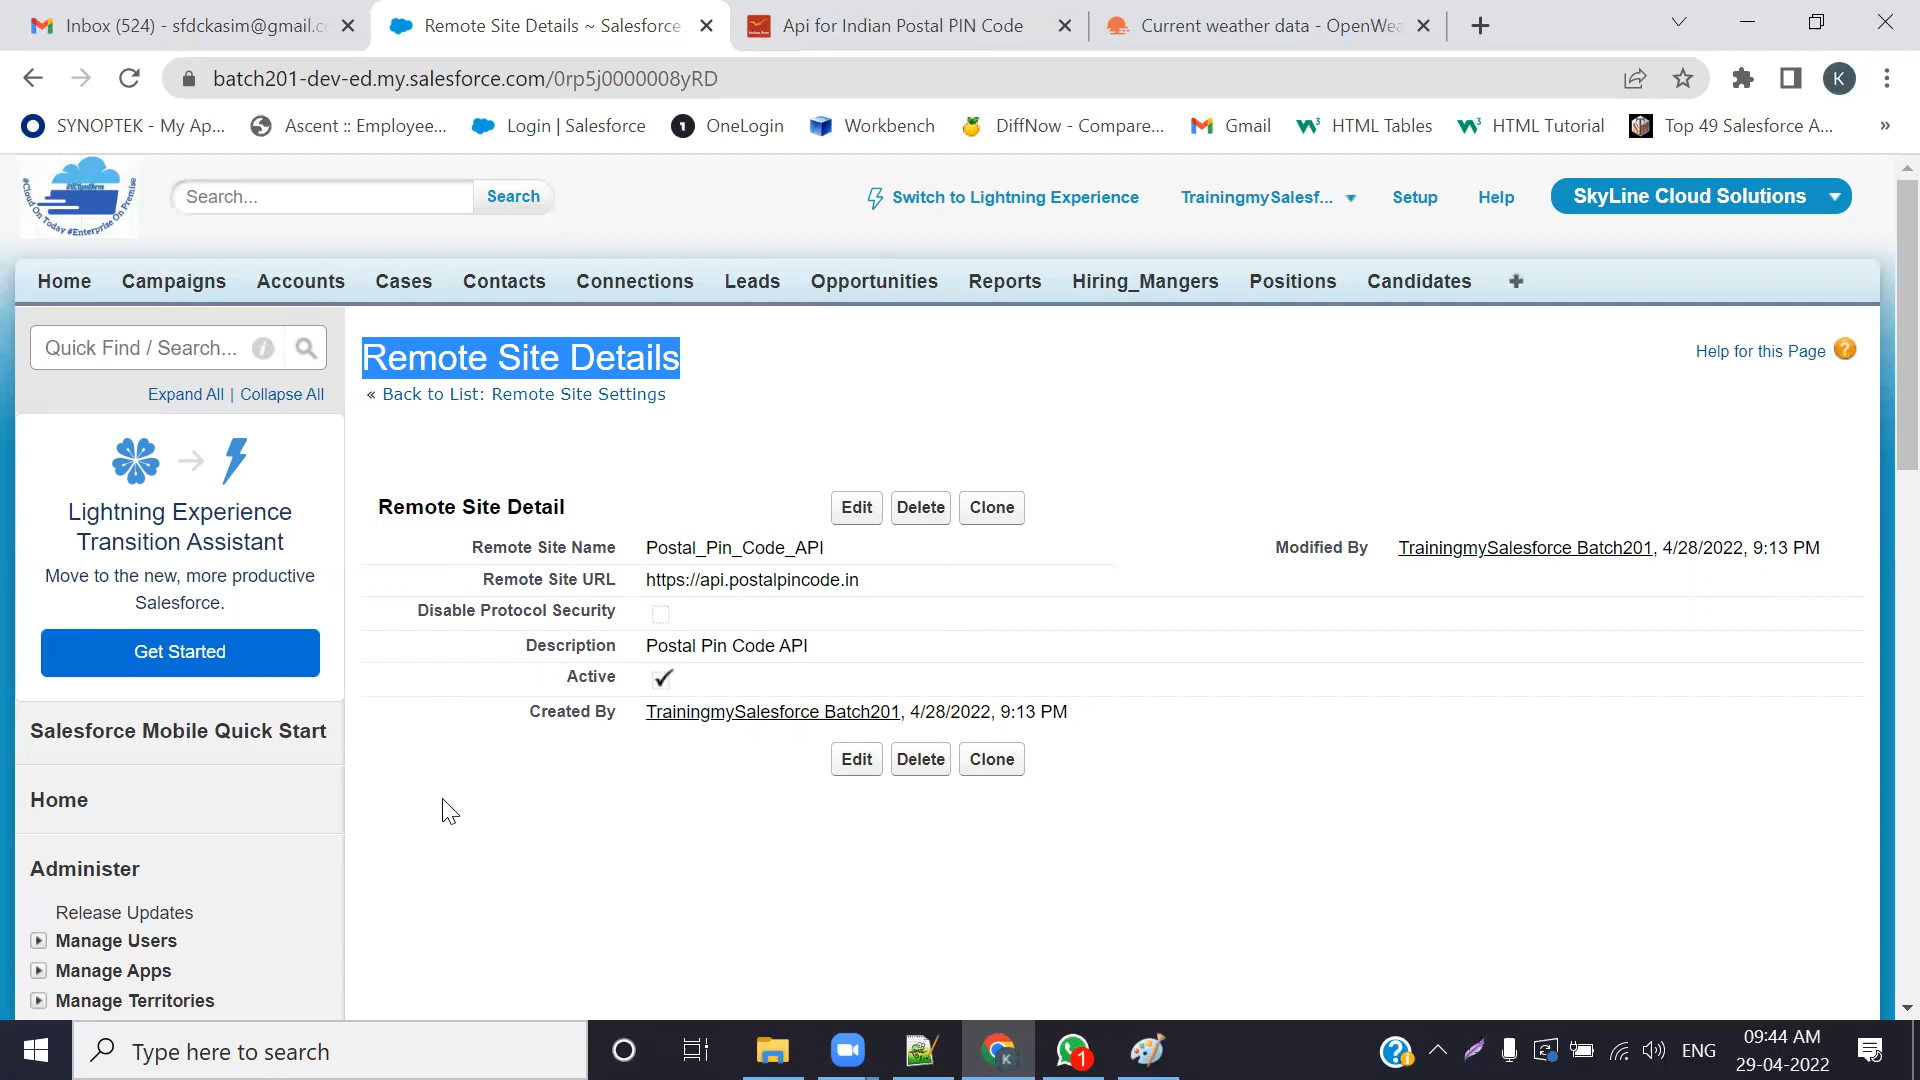 Inbox (524) - sfdckasim@gmail.c
Remote Site Details ~ Salesforce
Api for Indian Postal PIN Code
Current weather data - OpenWea
batch201-dev-ed.my.salesforce.com/0rp5j0000008yRD
K
SYNOPTEK - My Ap...
Ascent :: Employee...
Login | Salesforce
OneLogin
Workbench
DiffNow - Compare...
Gmail
HTML Tables
HTML Tutorial
Top 49 Salesforce A...
»
#Cloud On Today #Enterprise On Premise
Search...
Search
Switch to Lightning Experience
TrainingmySalesf...
Setup
Help
SkyLine Cloud Solutions
Home
Campaigns
Accounts
Cases
Contacts
Connections
Leads
Opportunities
Reports
Hiring_Mangers
Positions
Candidates
Quick Find / Search...
Expand All | Collapse All
Lightning Experience
Transition Assistant
Move to the new, more productive
Salesforce.
Get Started
Salesforce Mobile Quick Start
Home
Administer
Release Updates
Manage Users
Manage Apps
Manage Territories
Remote Site Details
« Back to List: Remote Site Settings
Help for this Page
Remote Site Detail
Edit
Delete
Clone
Remote Site Name Postal_Pin_Code_API
Modified By TrainingmySalesforce Batch201, 4/28/2022, 9:13 PM
Remote Site URL https://api.postalpincode.in
Disable Protocol Security
Description Postal Pin Code API
Active
Created By TrainingmySalesforce Batch201, 4/28/2022, 9:13 PM
Edit
Delete
Clone
Type here to search
1
ENG
09:44 AM
29-04-2022